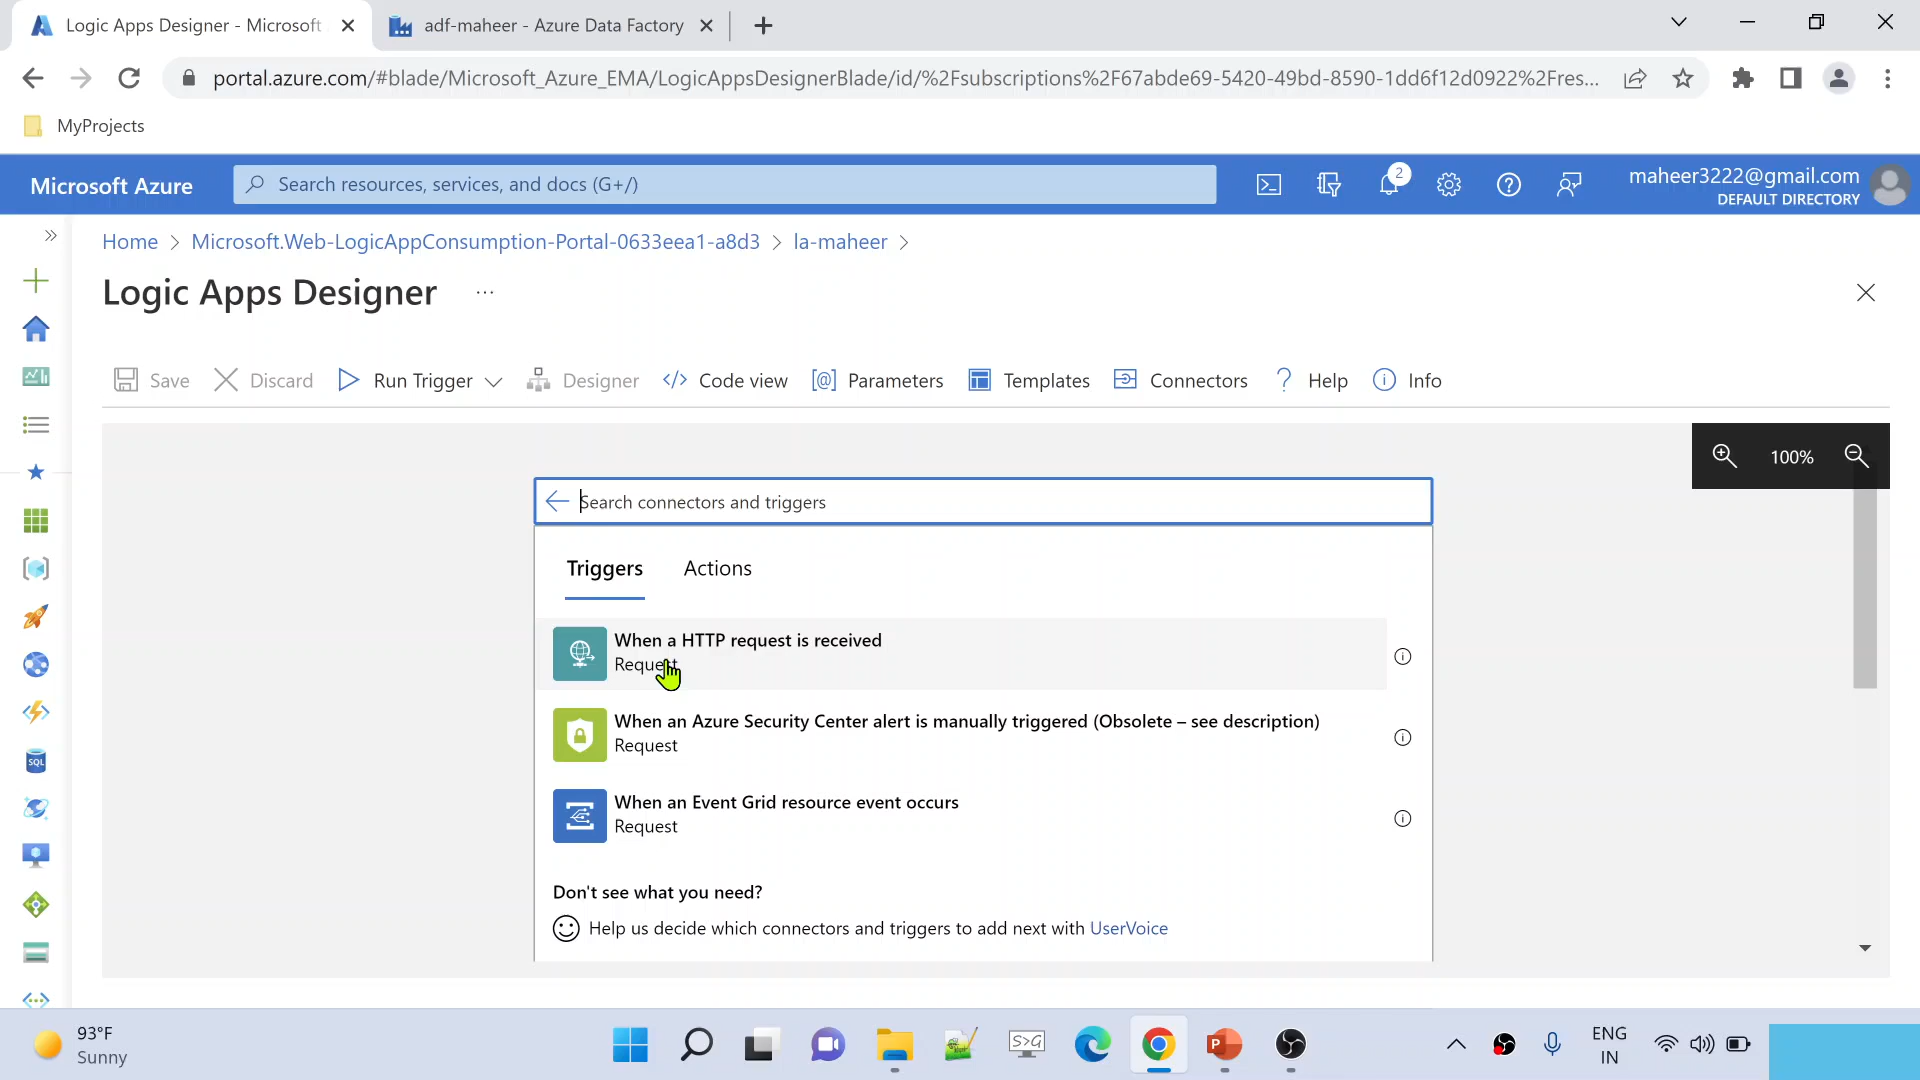 Logic Apps Designer - Microsoft
adf-maheer - Azure Data Factory
portal.azure.com/#blade/Microsoft_Azure_EMA/LogicAppsDesignerBlade/id/%2Fsubscriptions%2F67abde69-5420-49bd-8590-1dd6f12d0922%2Fres...
MyProjects
Microsoft Azure
Search resources, services, and docs (G+/)
2
maheer3222@gmail.com
DEFAULT DIRECTORY
Home > Microsoft.Web-LogicAppConsumption-Portal-0633eea1-a8d3 > la-maheer >
Logic Apps Designer ...
Save Discard Run Trigger Designer Code view Parameters Templates Connectors Help Info
100%
Search connectors and triggers
Triggers Actions
When a HTTP request is received
Request
When an Azure Security Center alert is manually triggered (Obsolete – see description)
Request
When an Event Grid resource event occurs
Request
Don't see what you need?
Help us decide which connectors and triggers to add next with UserVoice
SQL
93°F
Sunny
S>G
P
ENG
IN